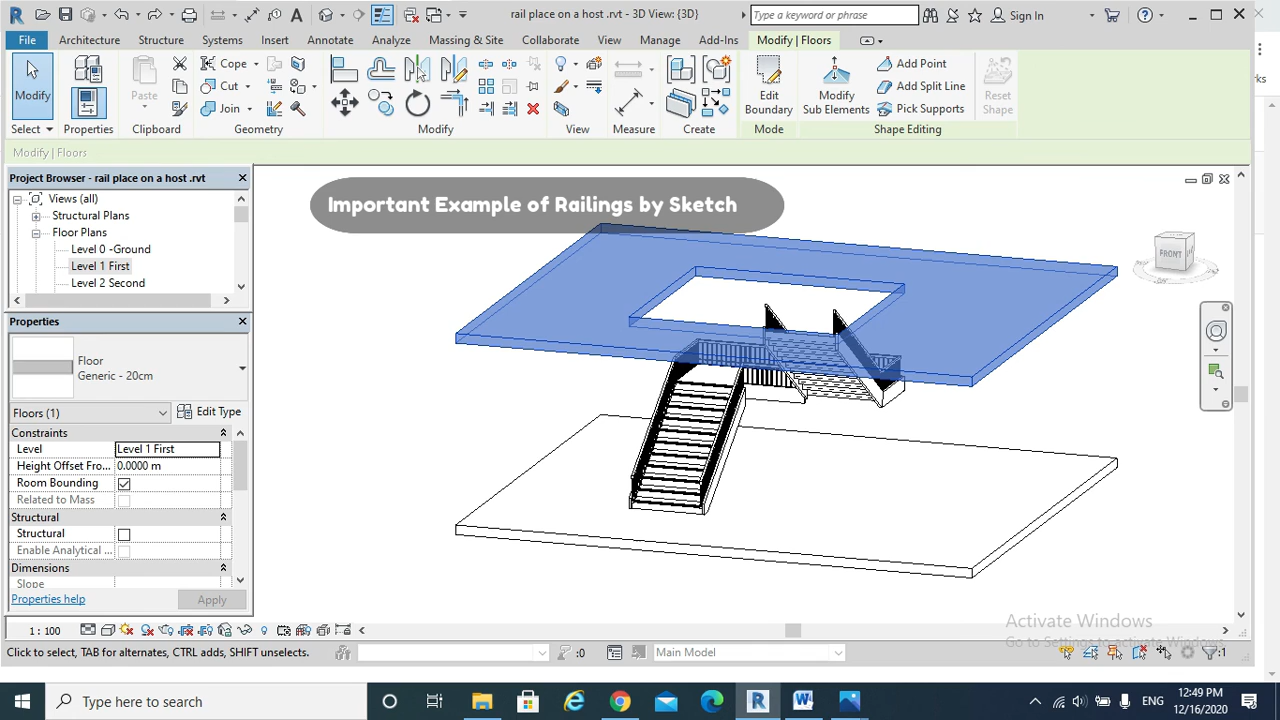 rail place on a host .rvt - 3D View: {3D}
Type a keyword or phrase
Sign In
File Architecture Structure Systems Insert Annotate Analyze Massing & Site Collaborate View Manage Add-Ins Modify | Floors
Modify
Select
Properties
Paste
Clipboard
Cope
Cut
Join
Geometry
Modify
View
Measure
Create
Edit
Boundary
Mode
Modify
Sub Elements
Add Point
Add Split Line
Pick Supports
Reset
Shape
Shape Editing
Modify | Floors
Project Browser - rail place on a host .rvt
Views (all)
Structural Plans
Floor Plans
Level 0 -Ground
Level 1 First
Level 2 Second
Important Example of Railings by Sketch
FRONT
Properties
Floor
Generic - 20cm
Floors (1)
Edit Type
Constraints
Level Level 1 First
Height Offset Fro... 0.0000 m
Room Bounding
Related to Mass
Structural
Structural
Enable Analytical ...
Dimensions
Slope
Properties help
Apply
1 : 100
Activate Windows
Go to Settings to activate Windows.
Click to select, TAB for alternates, CTRL adds, SHIFT unselects.
:0
Main Model
:1
Type here to search
ENG
12:49 PM
12/16/2020